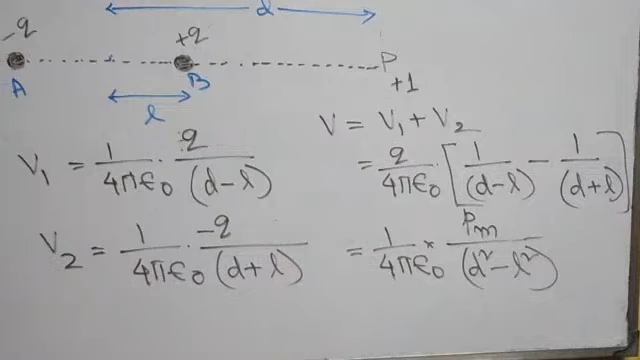 d
-q +q
A B P
+1
l
V₁ = 1/4πϵ₀ · q/(d-l)
V₂ = 1/4πϵ₀ · -q/(d+l)
V = V₁ + V₂
= q/4πϵ₀ · [1/(d-l) - 1/(d+l)]
= 1/4πϵ₀ × Pm/(d²-l²)